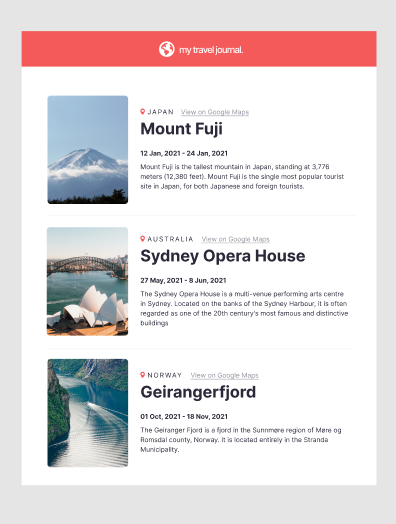 my travel journal.
JAPAN View on Google Maps
Mount Fuji
12 Jan, 2021 - 24 Jan, 2021
Mount Fuji is the tallest mountain in Japan, standing at 3,776
meters (12,380 feet). Mount Fuji is the single most popular tourist
site in Japan, for both Japanese and foreign tourists.
AUSTRALIA View on Google Maps
Sydney Opera House
27 May, 2021 - 8 Jun, 2021
The Sydney Opera House is a multi-venue performing arts centre
in Sydney. Located on the banks of the Sydney Harbour, it is often
regarded as one of the 20th century's most famous and distinctive
buildings
NORWAY View on Google Maps
Geirangerfjord
01 Oct, 2021 - 18 Nov, 2021
The Geiranger Fjord is a fjord in the Sunnmøre region of Møre og
Romsdal county, Norway. It is located entirely in the Stranda
Municipality.